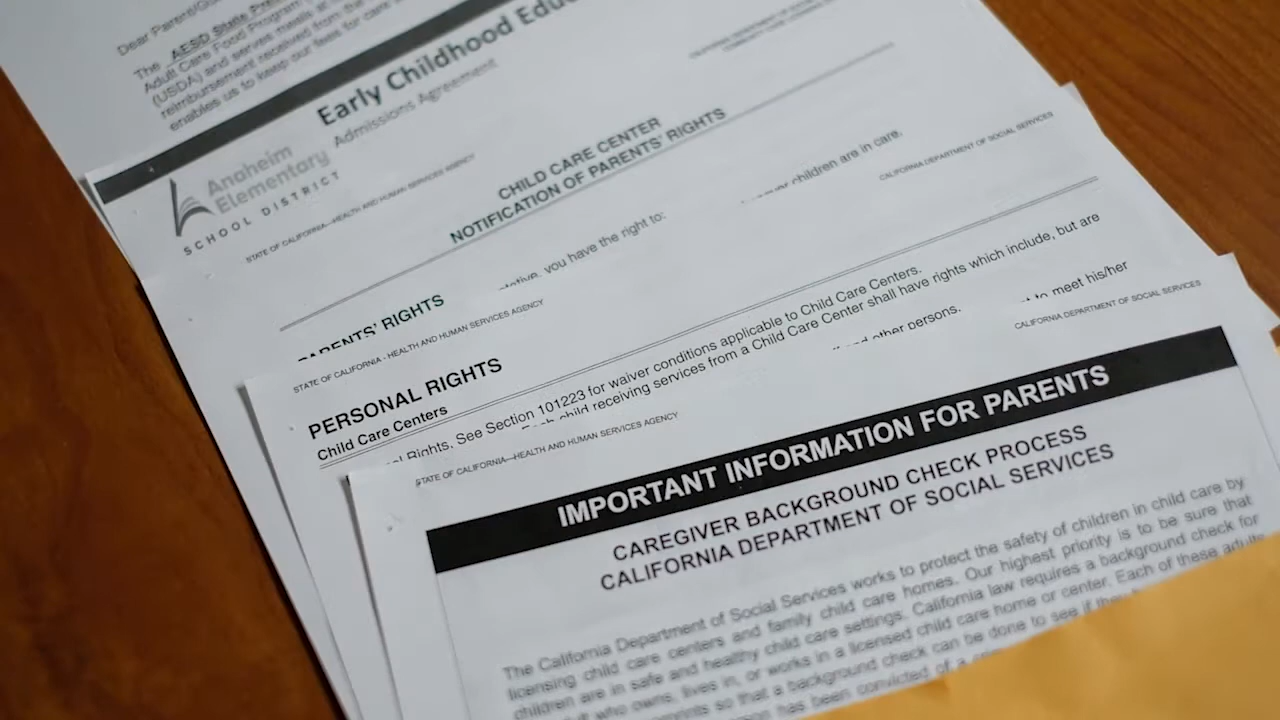 Dear Parent/Gu
The AESD State Pre
Adult Care Food Program
(USDA) and serves meals at
reimbursement received from the
enables us to keep our fees for care
Early Childhood Edu
Admissions Agreement
Anaheim
Elementary
SCHOOL DISTRICT
STATE OF CALIFORNIA—HEALTH AND HUMAN SERVICES AGENCY
CHILD CARE CENTER
NOTIFICATION OF PARENTS' RIGHTS
PARENTS' RIGHTS
you have the right to:
children are in care.
STATE OF CALIFORNIA - HEALTH AND HUMAN SERVICES AGENCY
CALIFORNIA DEPARTMENT OF SOCIAL SERVICES
PERSONAL RIGHTS
Child Care Centers
Rights. See Section 101223 for waiver conditions applicable to Child Care Centers.
Each child receiving services from a Child Care Center shall have rights which include, but are
and other persons.
to meet his/her
STATE OF CALIFORNIA—HEALTH AND HUMAN SERVICES AGENCY
CALIFORNIA DEPARTMENT OF SOCIAL SERVICES
IMPORTANT INFORMATION FOR PARENTS
CAREGIVER BACKGROUND CHECK PROCESS
CALIFORNIA DEPARTMENT OF SOCIAL SERVICES
The California Department of Social Services works to protect the safety of children in child care by
licensing child care centers and family child care homes. Our highest priority is to be sure that
children are in safe and healthy child care settings. California law requires a background check for
who owns, lives in, or works in a licensed child care home or center. Each of these adults
so that a background check can be done to see if they
has been convicted of a